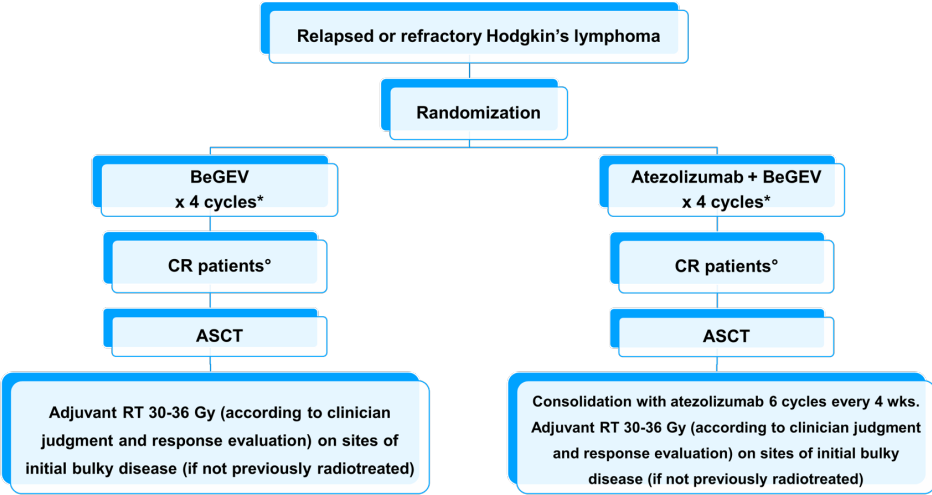 Relapsed or refractory Hodgkin's lymphoma
Randomization
BeGEV
x 4 cycles*
Atezolizumab + BeGEV
x 4 cycles*
CR patients°
CR patients°
ASCT
ASCT
Adjuvant RT 30-36 Gy (according to clinician
judgment and response evaluation) on sites of
initial bulky disease (if not previously radiotreated)
Consolidation with atezolizumab 6 cycles every 4 wks.
Adjuvant RT 30-36 Gy (according to clinician judgment
and response evaluation) on sites of initial bulky
disease (if not previously radiotreated)